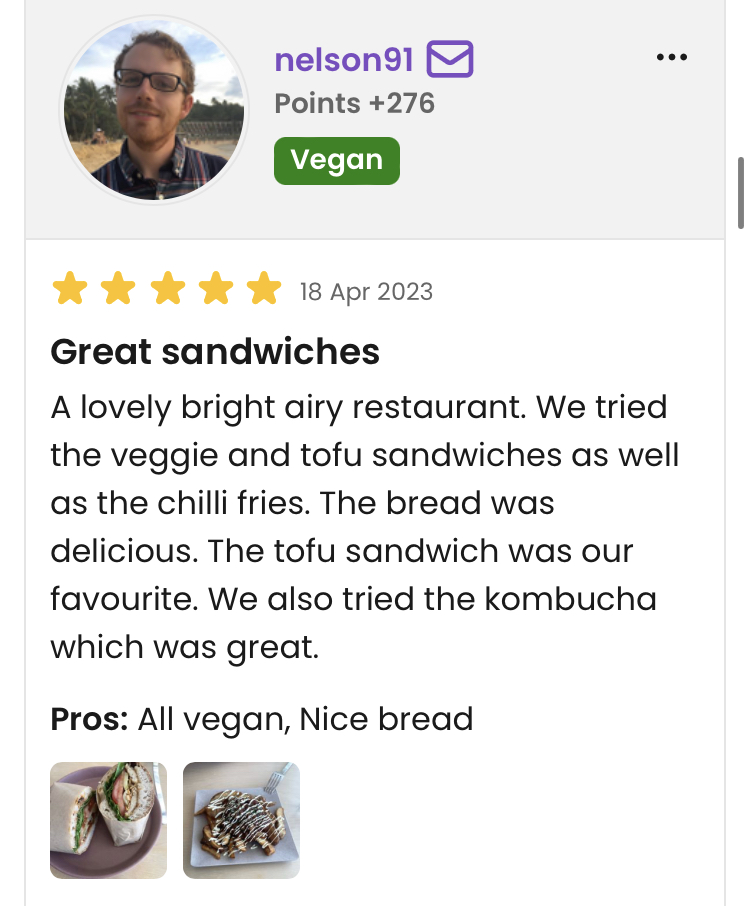 nelson91
Points +276
Vegan
18 Apr 2023
Great sandwiches
A lovely bright airy restaurant. We tried
the veggie and tofu sandwiches as well
as the chilli fries. The bread was
delicious. The tofu sandwich was our
favourite. We also tried the kombucha
which was great.
Pros: All vegan, Nice bread